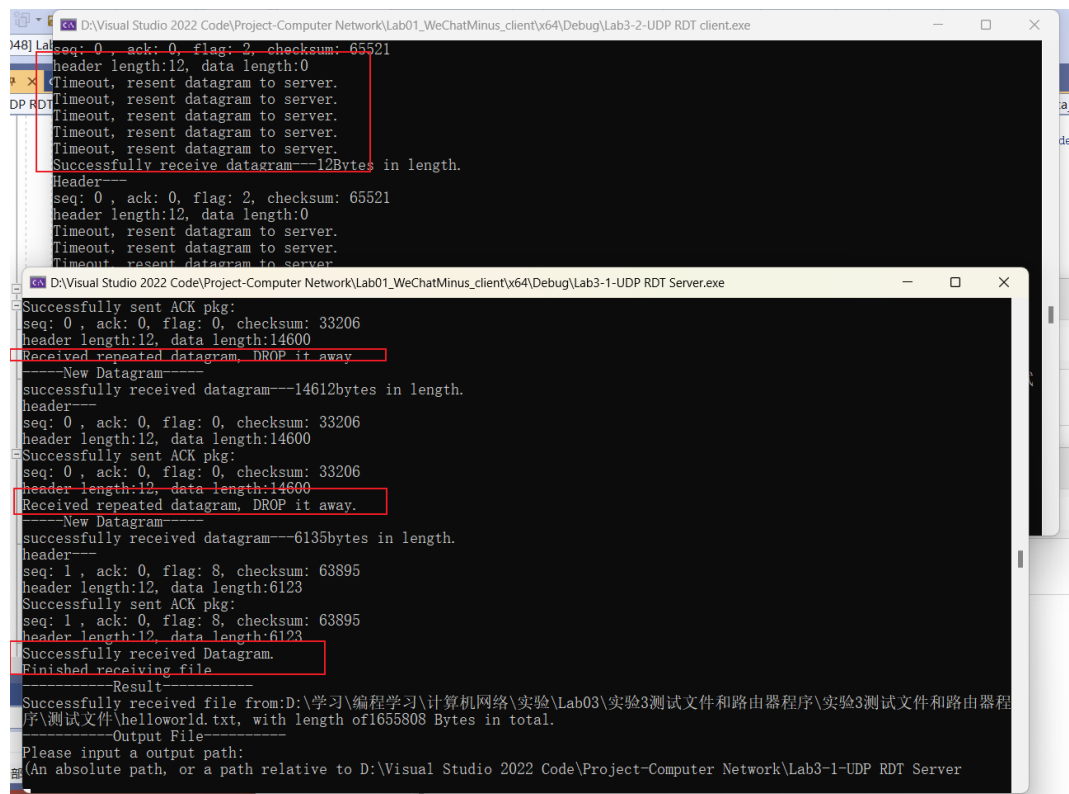 D:\Visual Studio 2022 Code\Project-Computer Network\Lab01_WeChatMinus_client\x64\Debug\Lab3-2-UDP RDT client.exe
048] Lab
seq: 0 , ack: 0, flag: 2, checksum: 65521
header length:12, data length:0
Timeout, resent datagram to server.
DP RDT
Timeout, resent datagram to server.
Timeout, resent datagram to server.
Timeout, resent datagram to server.
Timeout, resent datagram to server.
Successfully receive datagram---12Bytes in length.
Header---
seq: 0 , ack: 0, flag: 2, checksum: 65521
header length:12, data length:0
Timeout, resent datagram to server.
Timeout, resent datagram to server.
Timeout, resent datagram to server.
D:\Visual Studio 2022 Code\Project-Computer Network\Lab01_WeChatMinus_client\x64\Debug\Lab3-1-UDP RDT Server.exe
Successfully sent ACK pkg:
seq: 0 , ack: 0, flag: 0, checksum: 33206
header length:12, data length:14600
Received repeated datagram, DROP it away.
-----New Datagram-----
successfully received datagram---14612bytes in length.
header---
seq: 0 , ack: 0, flag: 0, checksum: 33206
header length:12, data length:14600
Successfully sent ACK pkg:
seq: 0 , ack: 0, flag: 0, checksum: 33206
header length:12, data length:14600
Received repeated datagram, DROP it away.
-----New Datagram-----
successfully received datagram---6135bytes in length.
header---
seq: 1 , ack: 0, flag: 8, checksum: 63895
header length:12, data length:6123
Successfully sent ACK pkg:
seq: 1 , ack: 0, flag: 8, checksum: 63895
header length:12, data length:6123
Successfully received Datagram.
Finished receiving file
-----------Result-----------
Successfully received file from:D:\学习\编程学习\计算机网络\实验\Lab03\实验3测试文件和路由器程序\实验3测试文件和路由器程
序\测试文件\helloworld.txt, with length of1655808 Bytes in total.
-----------Output File----------
Please input a output path:
(An absolute path, or a path relative to D:\Visual Studio 2022 Code\Project-Computer Network\Lab3-1-UDP RDT Server
部